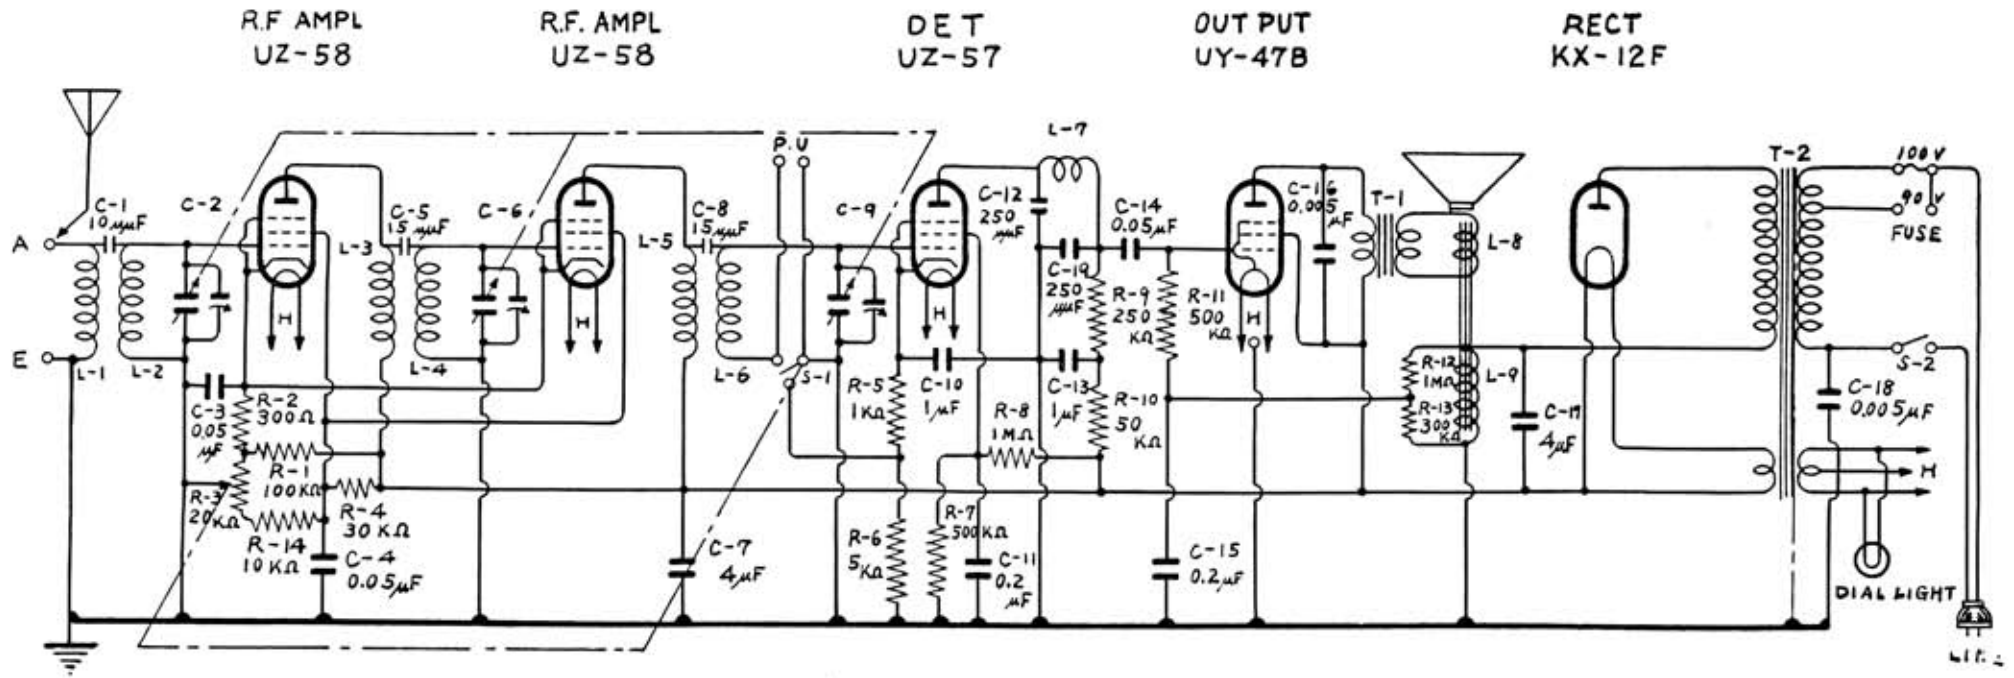 R.F AMPL
UZ-58
R.F. AMPL
UZ-58
DET
UZ-57
OUT PUT
UY-47B
RECT
KX-12F
A
E
C-1
10μμF
L-1
L-2
C-2
H
C-3
0.05
μF
R-2
300Ω
R-1
100KΩ
R-3
20KΩ
R-14
10KΩ
R-4
30KΩ
C-4
0.05μF
L-3
C-5
15μμF
L-4
C-6
H
L-5
C-8
15μμF
L-6
P.U
S-1
C-7
4μF
C-9
H
R-5
1KΩ
C-10
1μF
R-6
5KΩ
R-7
500KΩ
R-8
1MΩ
C-11
0.2
μF
L-7
C-12
250
μμF
C-19
250
μμF
C-13
1μF
C-14
0.05μF
R-9
250
KΩ
R-10
50
KΩ
R-11
500
KΩ
C-15
0.2μF
H
C-16
0.005
μF
T-1
L-8
L-9
R-12
1MΩ
R-13
300
KΩ
C-17
4μF
T-2
100V
90V
FUSE
S-2
C-18
0.005μF
H
DIAL LIGHT